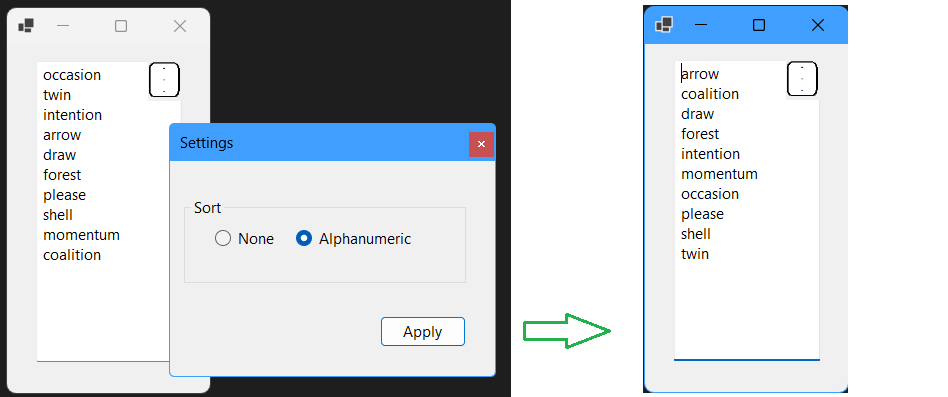 occasion
twin
intention
arrow
draw
forest
please
shell
momentum
coalition
Settings
Sort
None
Alphanumeric
Apply
arrow
coalition
draw
forest
intention
momentum
occasion
please
shell
twin